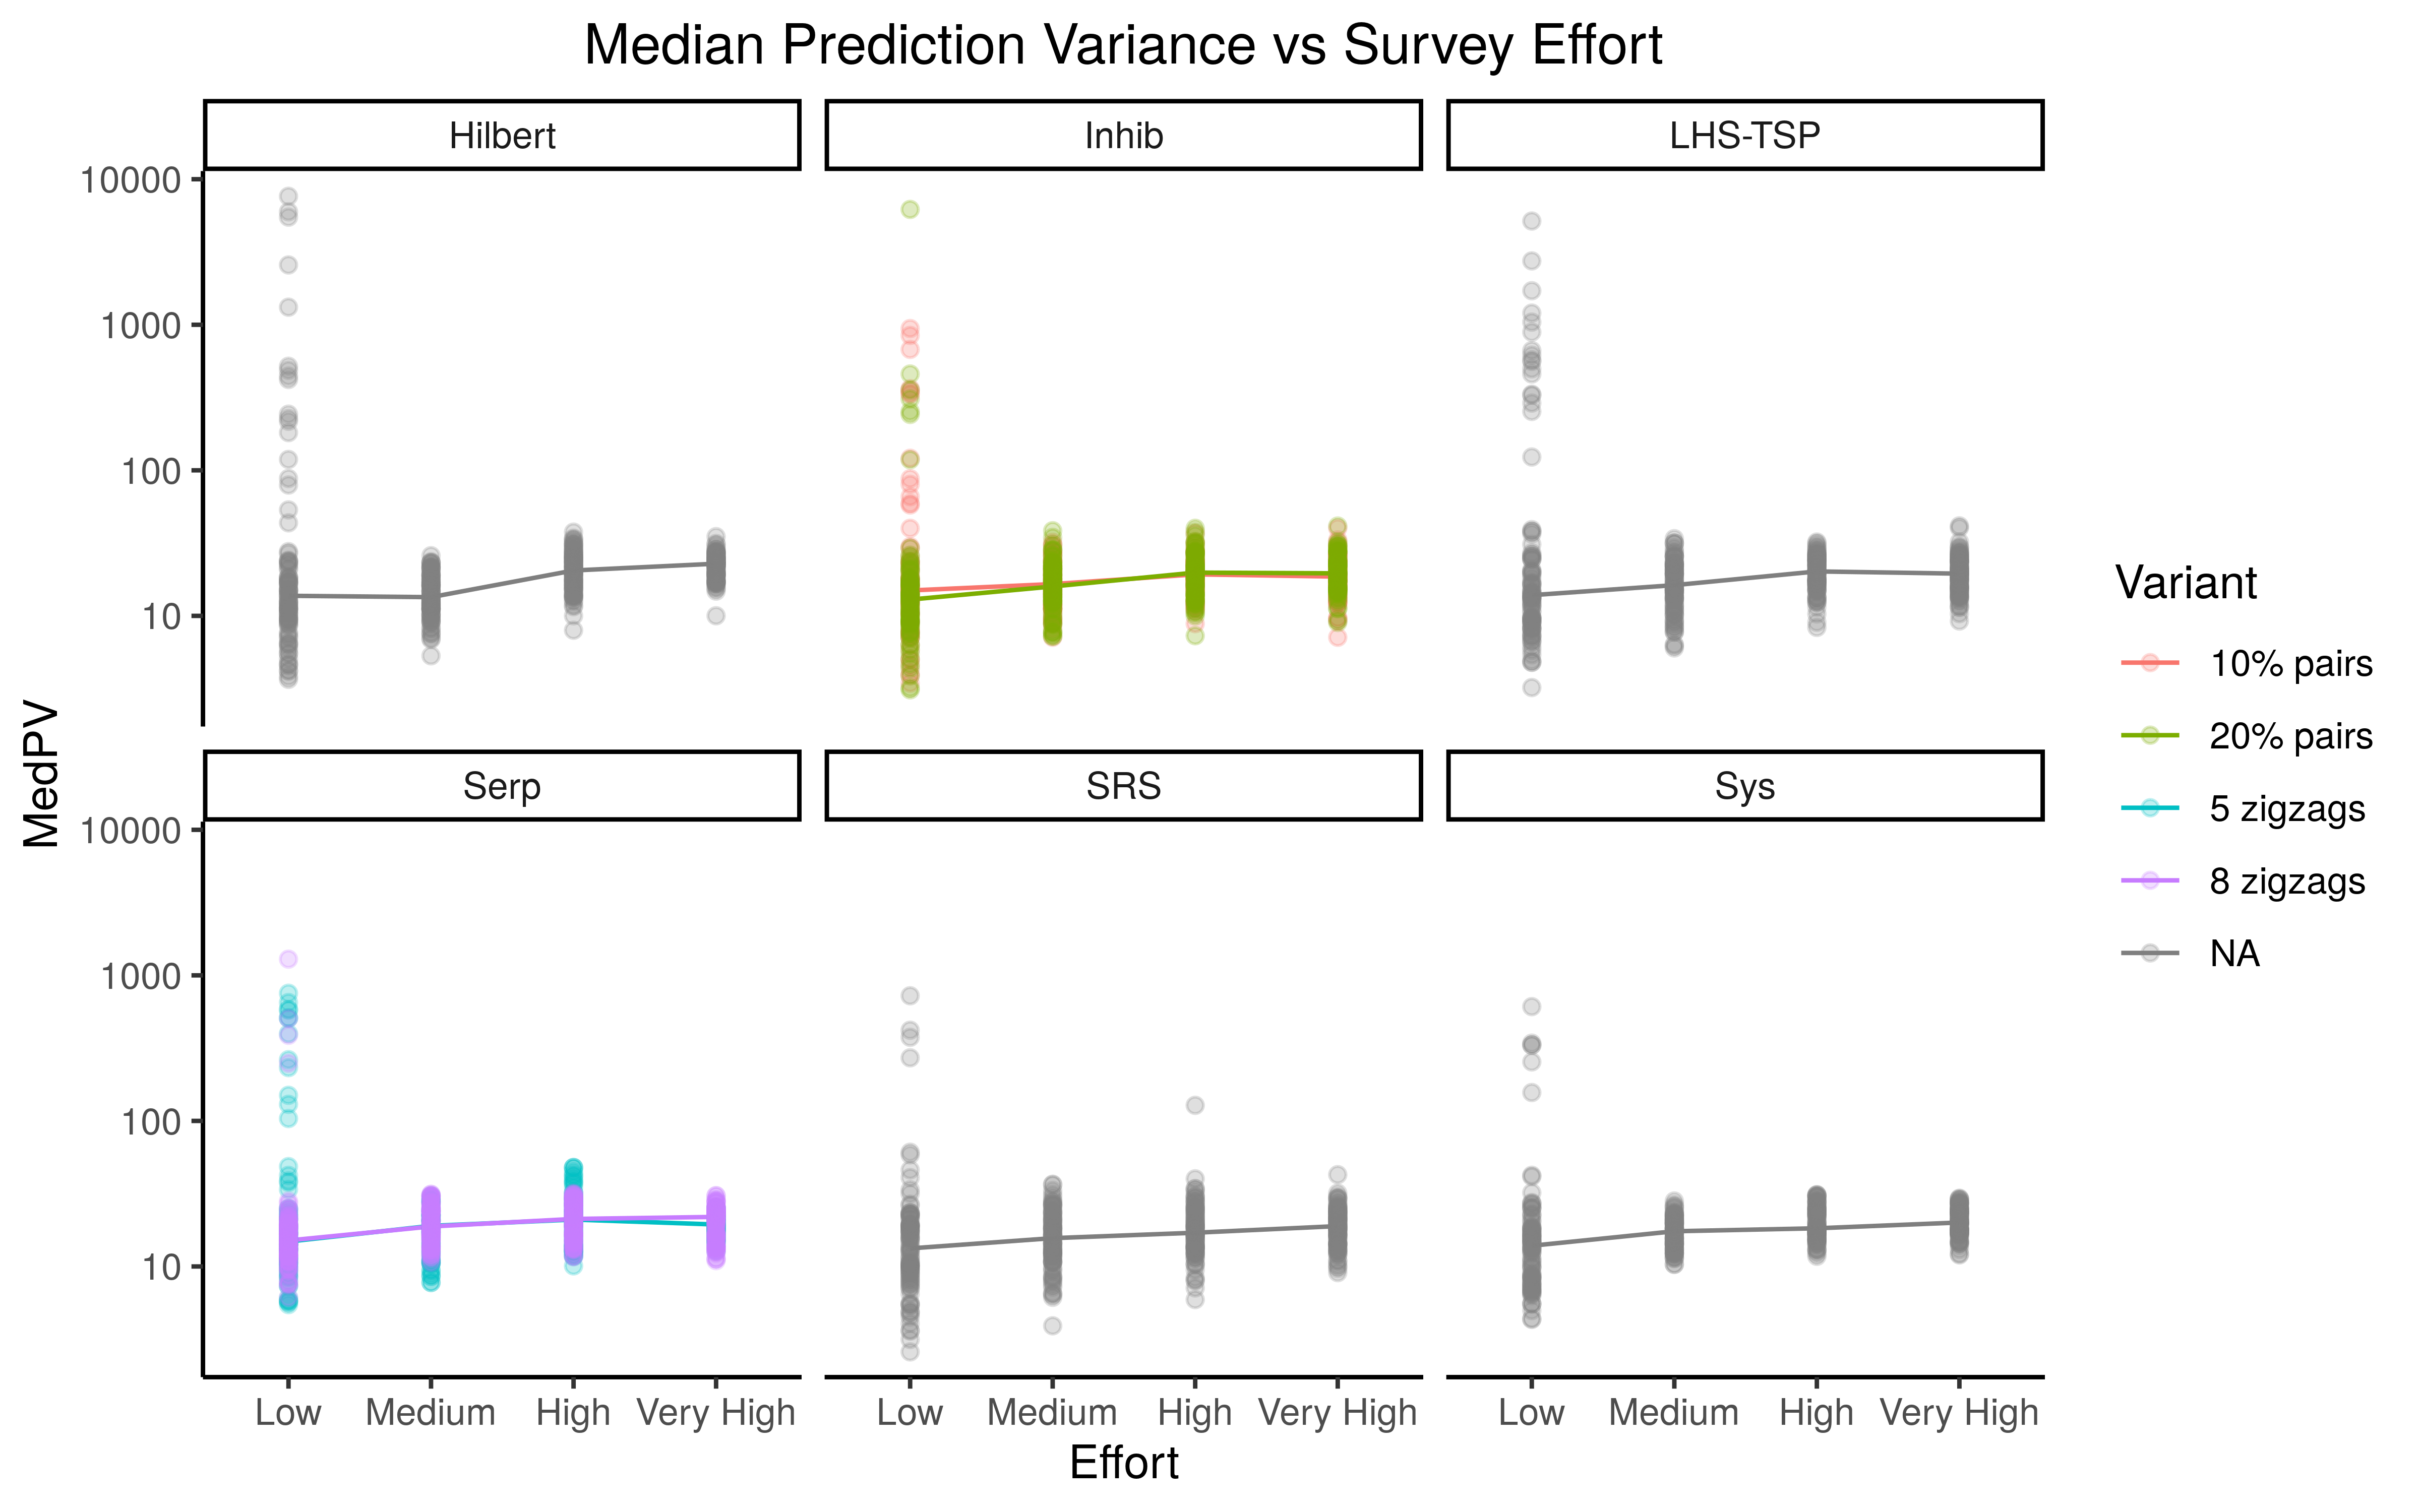 Median Prediction Variance vs Survey Effort
Hilbert
Inhib
LHS-TSP
10000
1000
100
10
Serp
SRS
Sys
10000
1000
100
10
Low Medium High Very High
Low Medium High Very High
Low Medium High Very High
Effort
MedPV
Variant
10% pairs
20% pairs
5 zigzags
8 zigzags
NA